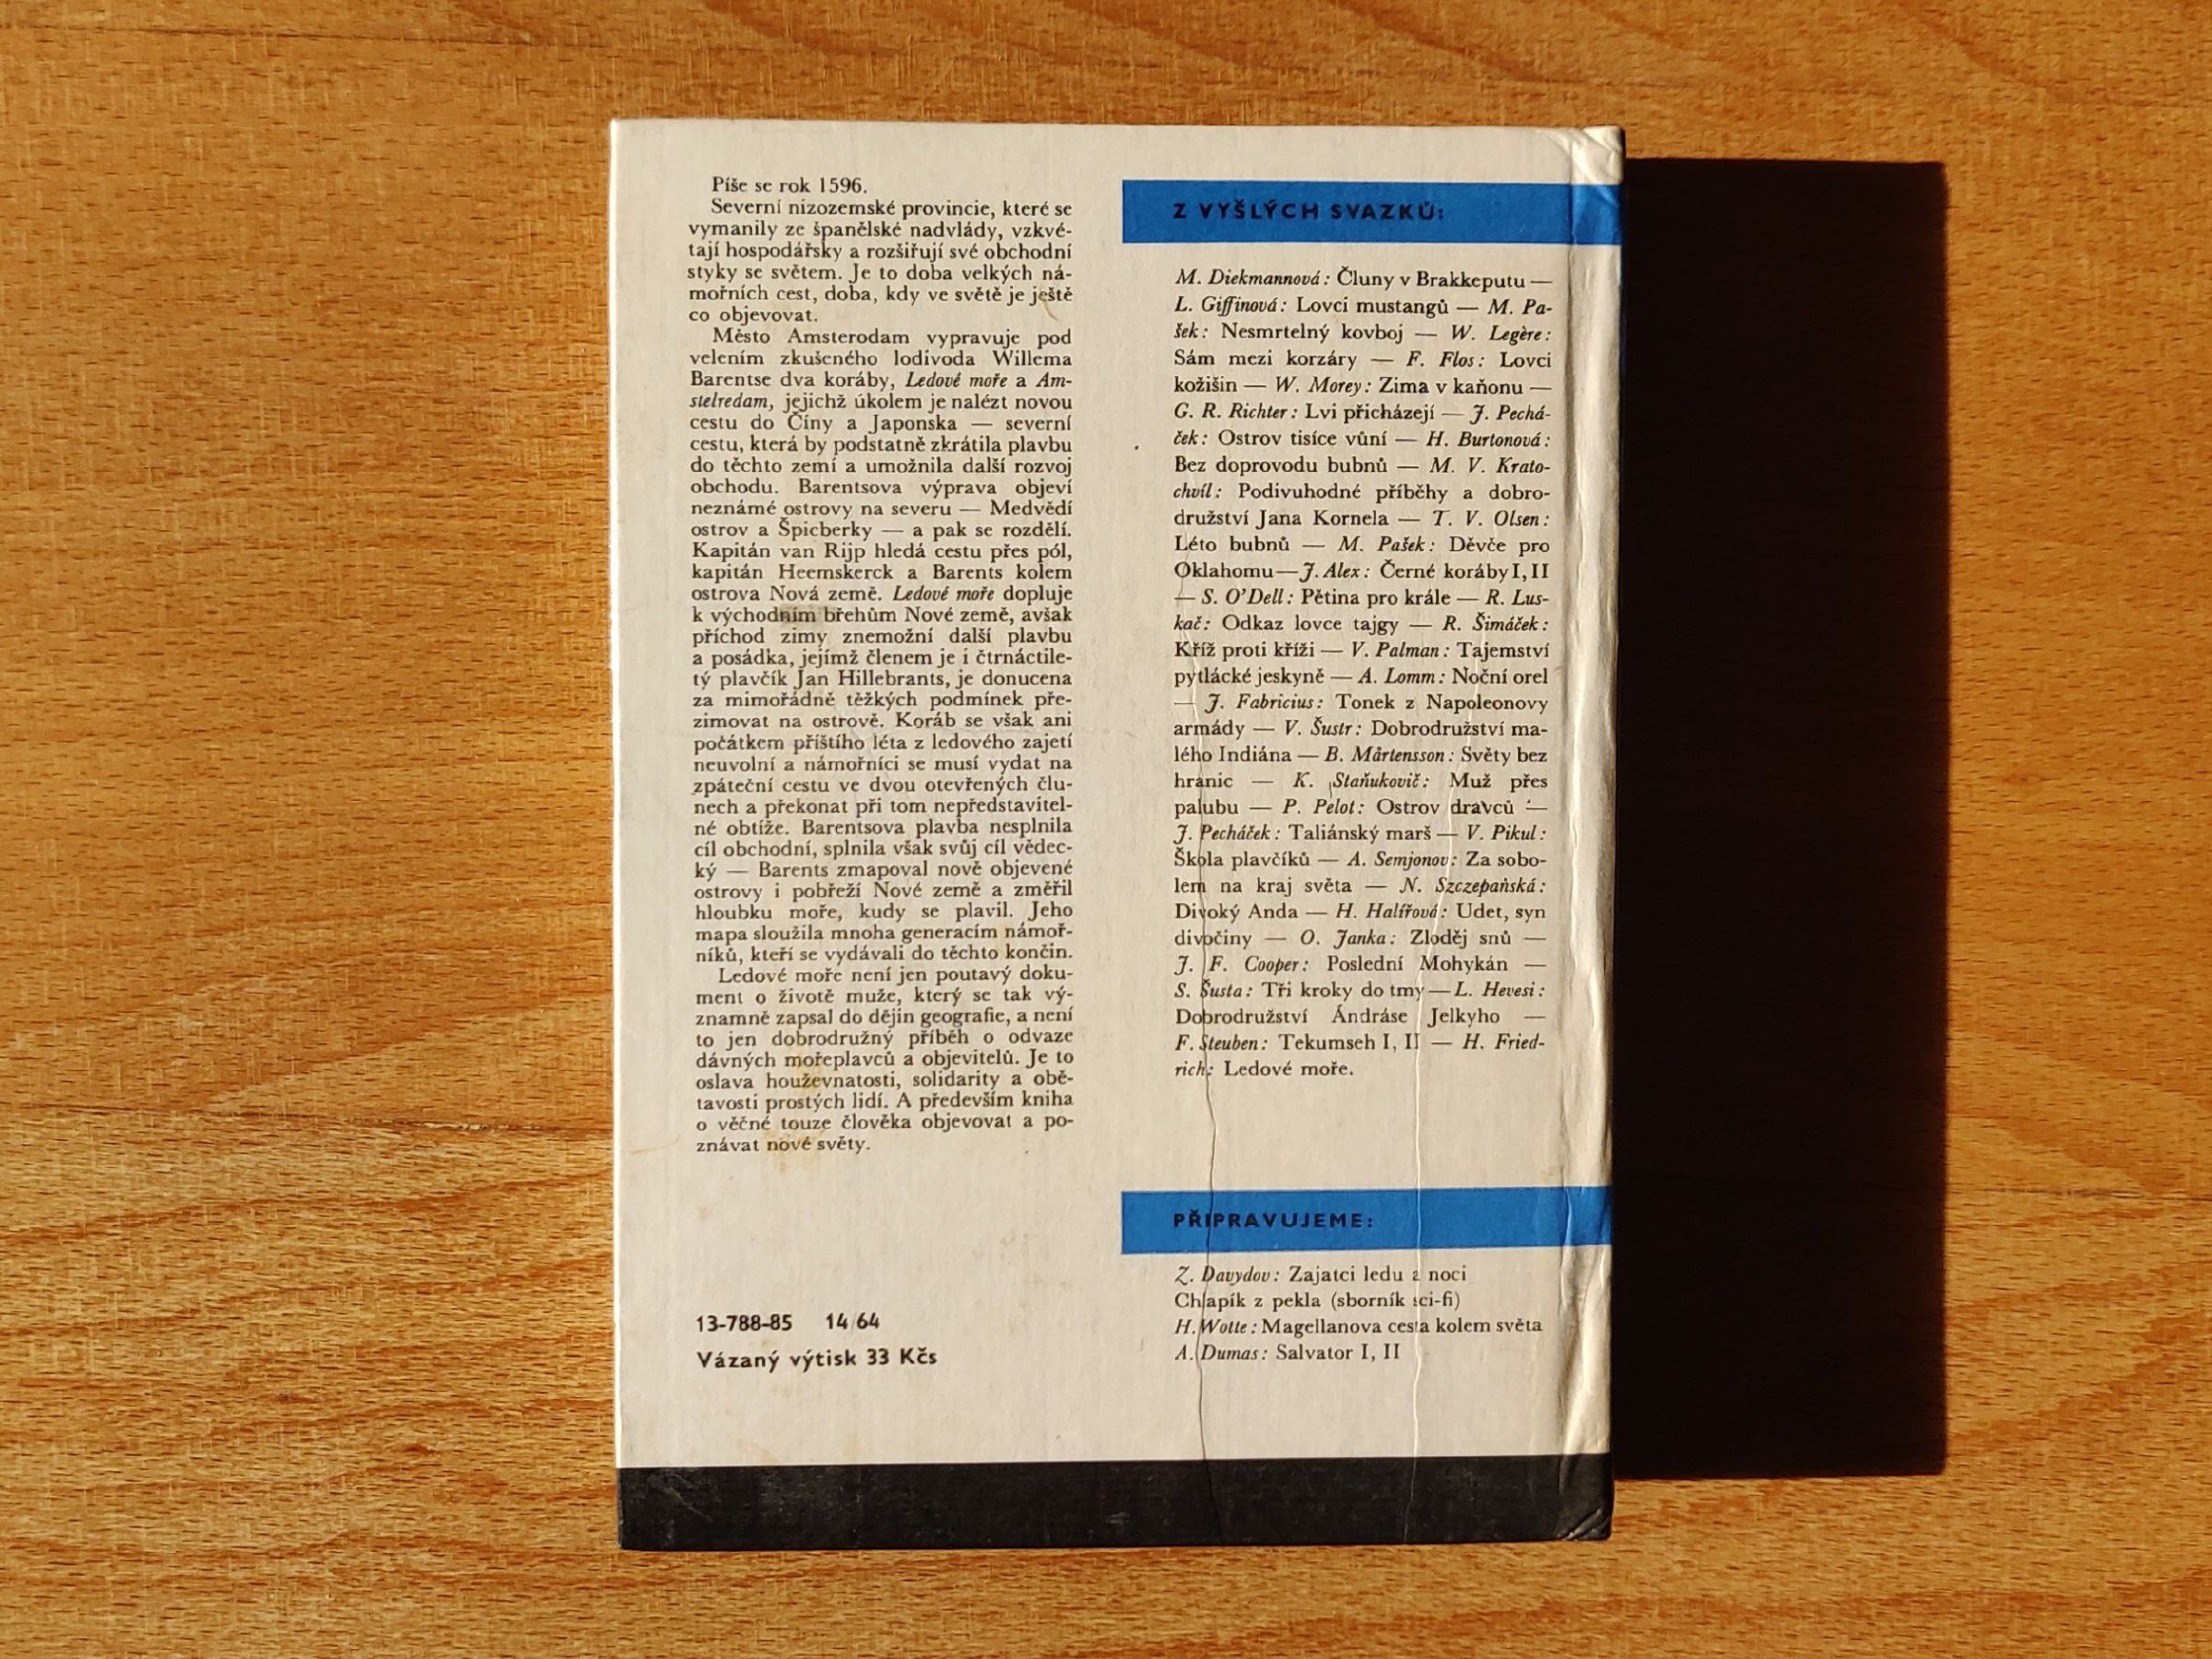 Píše se rok 1596.
Severní nizozemské provincie, které se
vymanily ze španělské nadvlády, vzkvé-
tají hospodářsky a rozšiřují své obchodní
styky se světem. Je to doba velkých ná-
mořních cest, doba, kdy ve světě je ještě
co objevovat.
Město Amsterodam vypravuje pod
velením zkušeného lodivoda Willema
Barentse dva koráby, Ledové moře a Am-
stelredam, jejichž úkolem je nalézt novou
cestu do Číny a Japonska — severní
cestu, která by podstatně zkrátila plavbu
do těchto zemí a umožnila další rozvoj
obchodu. Barentsova výprava objeví
neznámé ostrovy na severu — Medvědí
ostrov a Špicberky — a pak se rozdělí.
Kapitán van Rijp hledá cestu přes pól,
kapitán Heemskerck a Barents kolem
ostrova Nová země. Ledové moře dopluje
k východním břehům Nové země, avšak
příchod zimy znemožní další plavbu
a posádka, jejímž členem je i čtrnáctile-
tý plavčík Jan Hillebrants, je donucena
za mimořádně těžkých podmínek pře-
zimovat na ostrově. Koráb se však ani
počátkem příštího léta z ledového zajetí
neuvolní a námořníci se musí vydat na
zpáteční cestu ve dvou otevřených člu-
nech a překonat při tom nepředstavitel-
né obtíže. Barentsova plavba nesplnila
cíl obchodní, splnila však svůj cíl vědec-
ký — Barents zmapoval nově objevené
ostrovy i pobřeží Nové země a změřil
hloubku moře, kudy se plavil. Jeho
mapa sloužila mnoha generacím námoř-
níků, kteří se vydávali do těchto končin.
Ledové moře není jen poutavý doku-
ment o životě muže, který se tak vý-
znamně zapsal do dějin geografie, a není
to jen dobrodružný příběh o odvaze
dávných mořeplavců a objevitelů. Je to
oslava houževnatosti, solidarity a obě-
tavosti prostých lidí. A především kniha
o věčné touze člověka objevovat a po-
znávat nové světy.
13-788-85 14/64
Vázaný výtisk 33 Kčs
Z VYŠLÝCH SVAZKŮ:
M. Diekmannová: Čluny v Brakkeputu —
L. Giffinová: Lovci mustangů — M. Pa-
šek: Nesmrtelný kovboj — W. Legère:
Sám mezi korzáry — F. Flos: Lovci
kožišin — W. Morey: Zima v kaňonu —
G. R. Richter: Lvi přicházejí — J. Pechá-
ček: Ostrov tisíce vůní — H. Burtonová:
Bez doprovodu bubnů — M. V. Krato-
chvíl: Podivuhodné příběhy a dobro-
družství Jana Kornela — T. V. Olsen:
Léto bubnů — M. Pašek: Děvče pro
Oklahomu — J. Alex: Černé koráby I, II
— S. O'Dell: Pětina pro krále — R. Lus-
kač: Odkaz lovce tajgy — R. Šimáček:
Kříž proti kříži — V. Palman: Tajemství
pytlácké jeskyně — A. Lomm: Noční orel
— J. Fabricius: Tonek z Napoleonovy
armády — V. Šustr: Dobrodružství ma-
lého Indiána — B. Mårtensson: Světy bez
hranic — K. Staňukovič: Muž přes
palubu — P. Pelot: Ostrov dravců —
J. Pecháček: Taliánský marš — V. Pikul:
Škola plavčíků — A. Semjonov: Za sobo-
lem na kraj světa — N. Szczepańská:
Divoký Anda — H. Halířová: Udet, syn
divočiny — O. Janka: Zloděj snů —
J. F. Cooper: Poslední Mohykán —
S. Šusta: Tři kroky do tmy — L. Hevesi:
Dobrodružství Ándráse Jelkyho —
F. Steuben: Tekumseh I, II — H. Fried-
rich: Ledové moře.
PŘIPRAVUJEME:
Z. Davydov: Zajatci ledu a noci
Chlapík z pekla (sborník sci-fi)
H. Wotte: Magellanova cesta kolem světa
A. Dumas: Salvator I, II